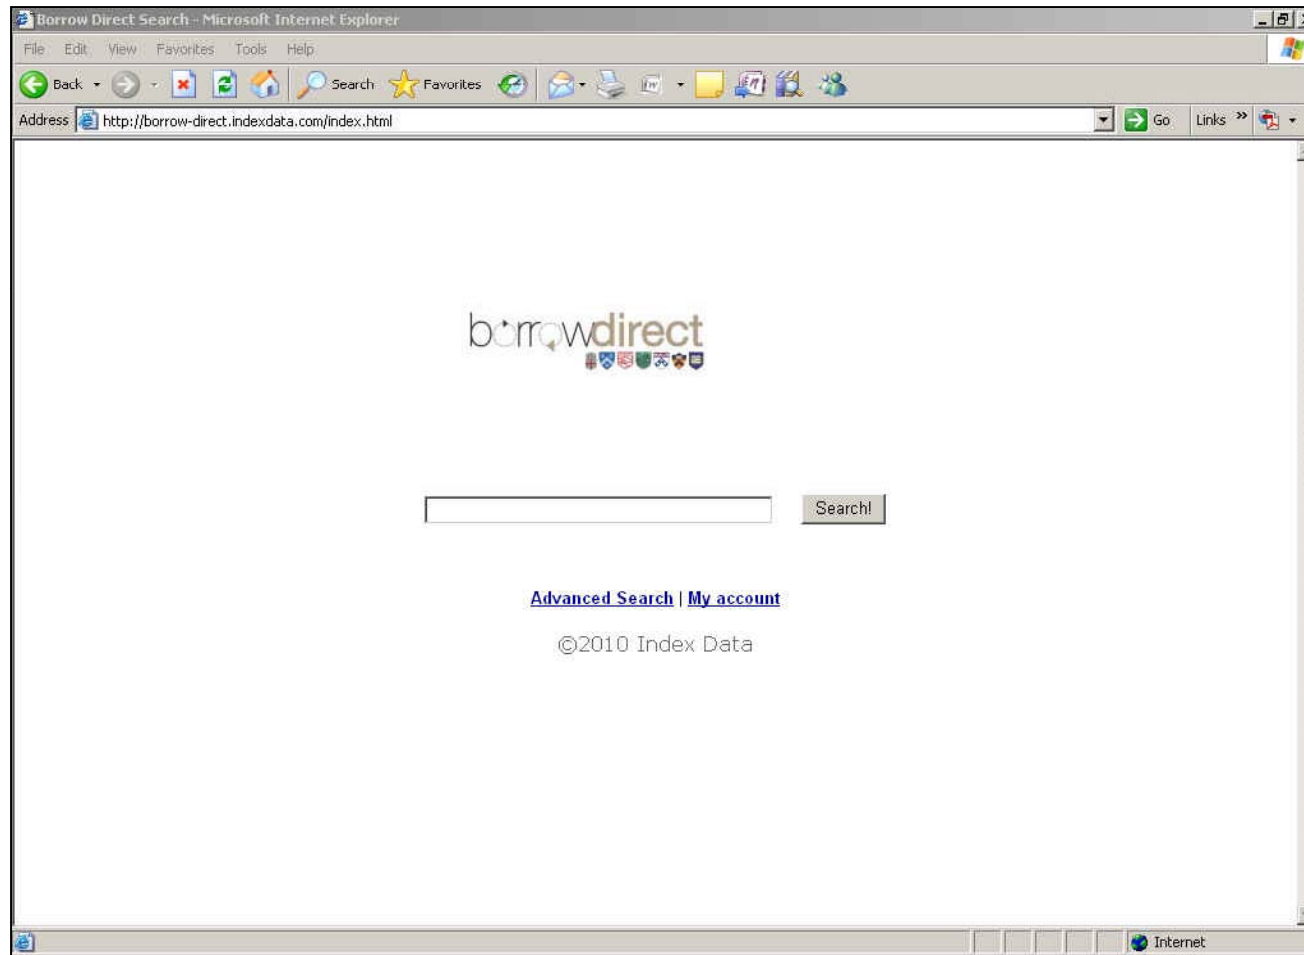 Borrow Direct Search - Microsoft Internet Explorer
File Edit View Favorites Tools Help
Back Search Favorites
Address http://borrow-direct.indexdata.com/index.html Go Links »
borrowdirect
Search!
Advanced Search | My account
©2010 Index Data
Internet